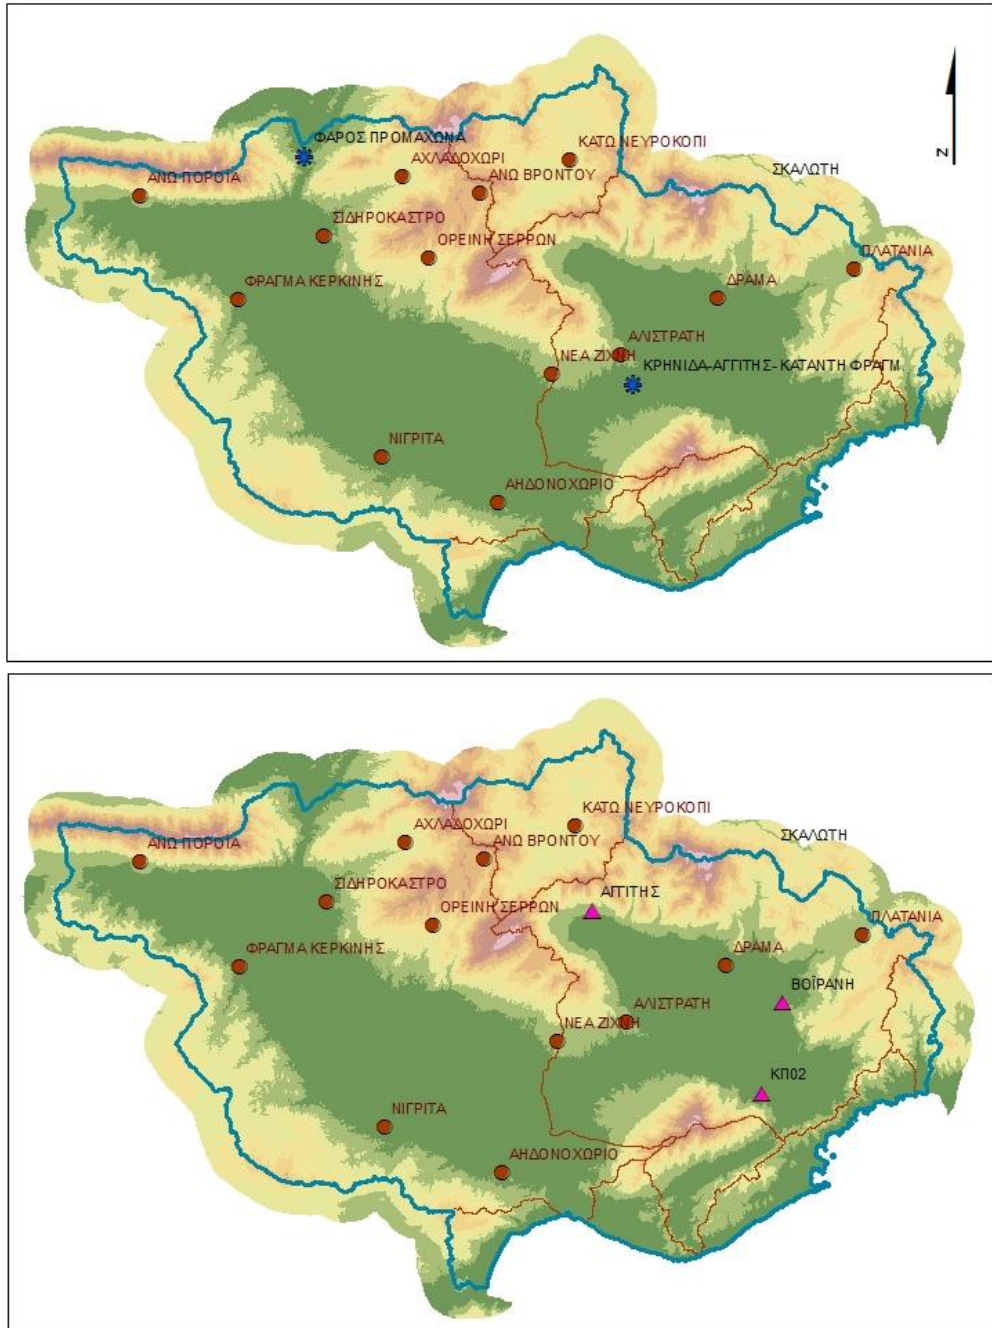 ΦΑΡΟΣ ΠΡΟΜΑΧΩΝΑ
ΚΑΤΩ ΝΕΥΡΟΚΟΠΙ
ΑΧΛΑΔΟΧΩΡΙ
ΣΚΑΛΩΤΗ
ΑΝΩ ΠΟΡΟΙΑ
ΑΝΩ ΒΡΟΝΤΟΥ
Z
ΣΙΔΗΡΟΚΑΣΤΡΟ
ΟΡΕΙΝΗ ΣΕΡΡΩΝ
ΠΛΑΤΑΝΙΑ
ΦΡΑΓΜΑ ΚΕΡΚΙΝΗΣ
ΔΡΑΜΑ
ΑΛΙΣΤΡΑΤΗ
ΝΕΑ ΖΙΧΝΗ
ΚΡΗΝΙΔΑ-ΑΓΓΙΤΗΣ- ΚΑΤΑΝΤΗ ΦΡΑΓΜ.
ΝΙΓΡΙΤΑ
ΑΗΔΟΝΟΧΩΡΙΟ
ΚΑΤΩ ΝΕΥΡΟΚΟΠΙ
ΑΧΛΑΔΟΧΩΡΙ
ΣΚΑΛΩΤΗ
ΑΝΩ ΠΟΡΟΙΑ
ΑΝΩ ΒΡΟΝΤΟΥ
ΣΙΔΗΡΟΚΑΣΤΡΟ
ΑΓΓΙΤΗΣ
ΟΡΕΙΝΗ ΣΕΡΡΩΝ
ΠΛΑΤΑΝΙΑ
ΦΡΑΓΜΑ ΚΕΡΚΙΝΗΣ
ΔΡΑΜΑ
ΒΟΪΡΑΝΗ
ΑΛΙΣΤΡΑΤΗ
ΝΕΑ ΖΙΧΝΗ
ΚΠ02
ΝΙΓΡΙΤΑ
ΑΗΔΟΝΟΧΩΡΙΟ